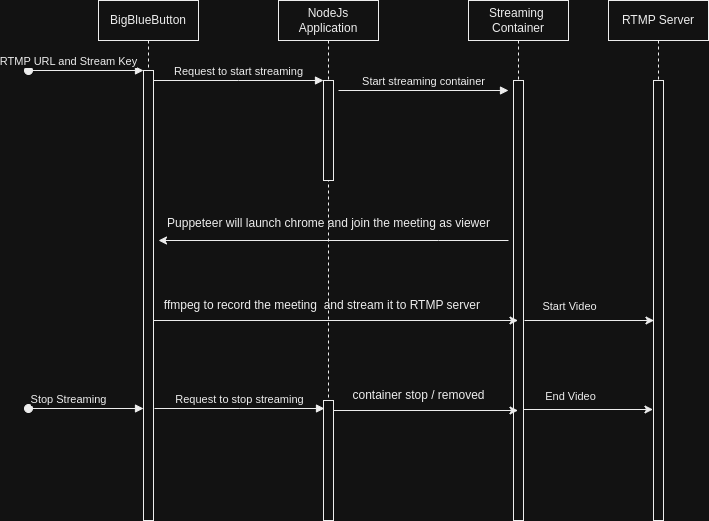 BigBlueButton
NodeJs
Application
Streaming
Container
RTMP Server
RTMP URL and Stream Key
Request to start streaming
Start streaming container
Puppeteer will launch chrome and join the meeting as viewer
ffmpeg to record the meeting  and stream it to RTMP server
Start Video
Stop Streaming
Request to stop streaming
container stop / removed
End Video